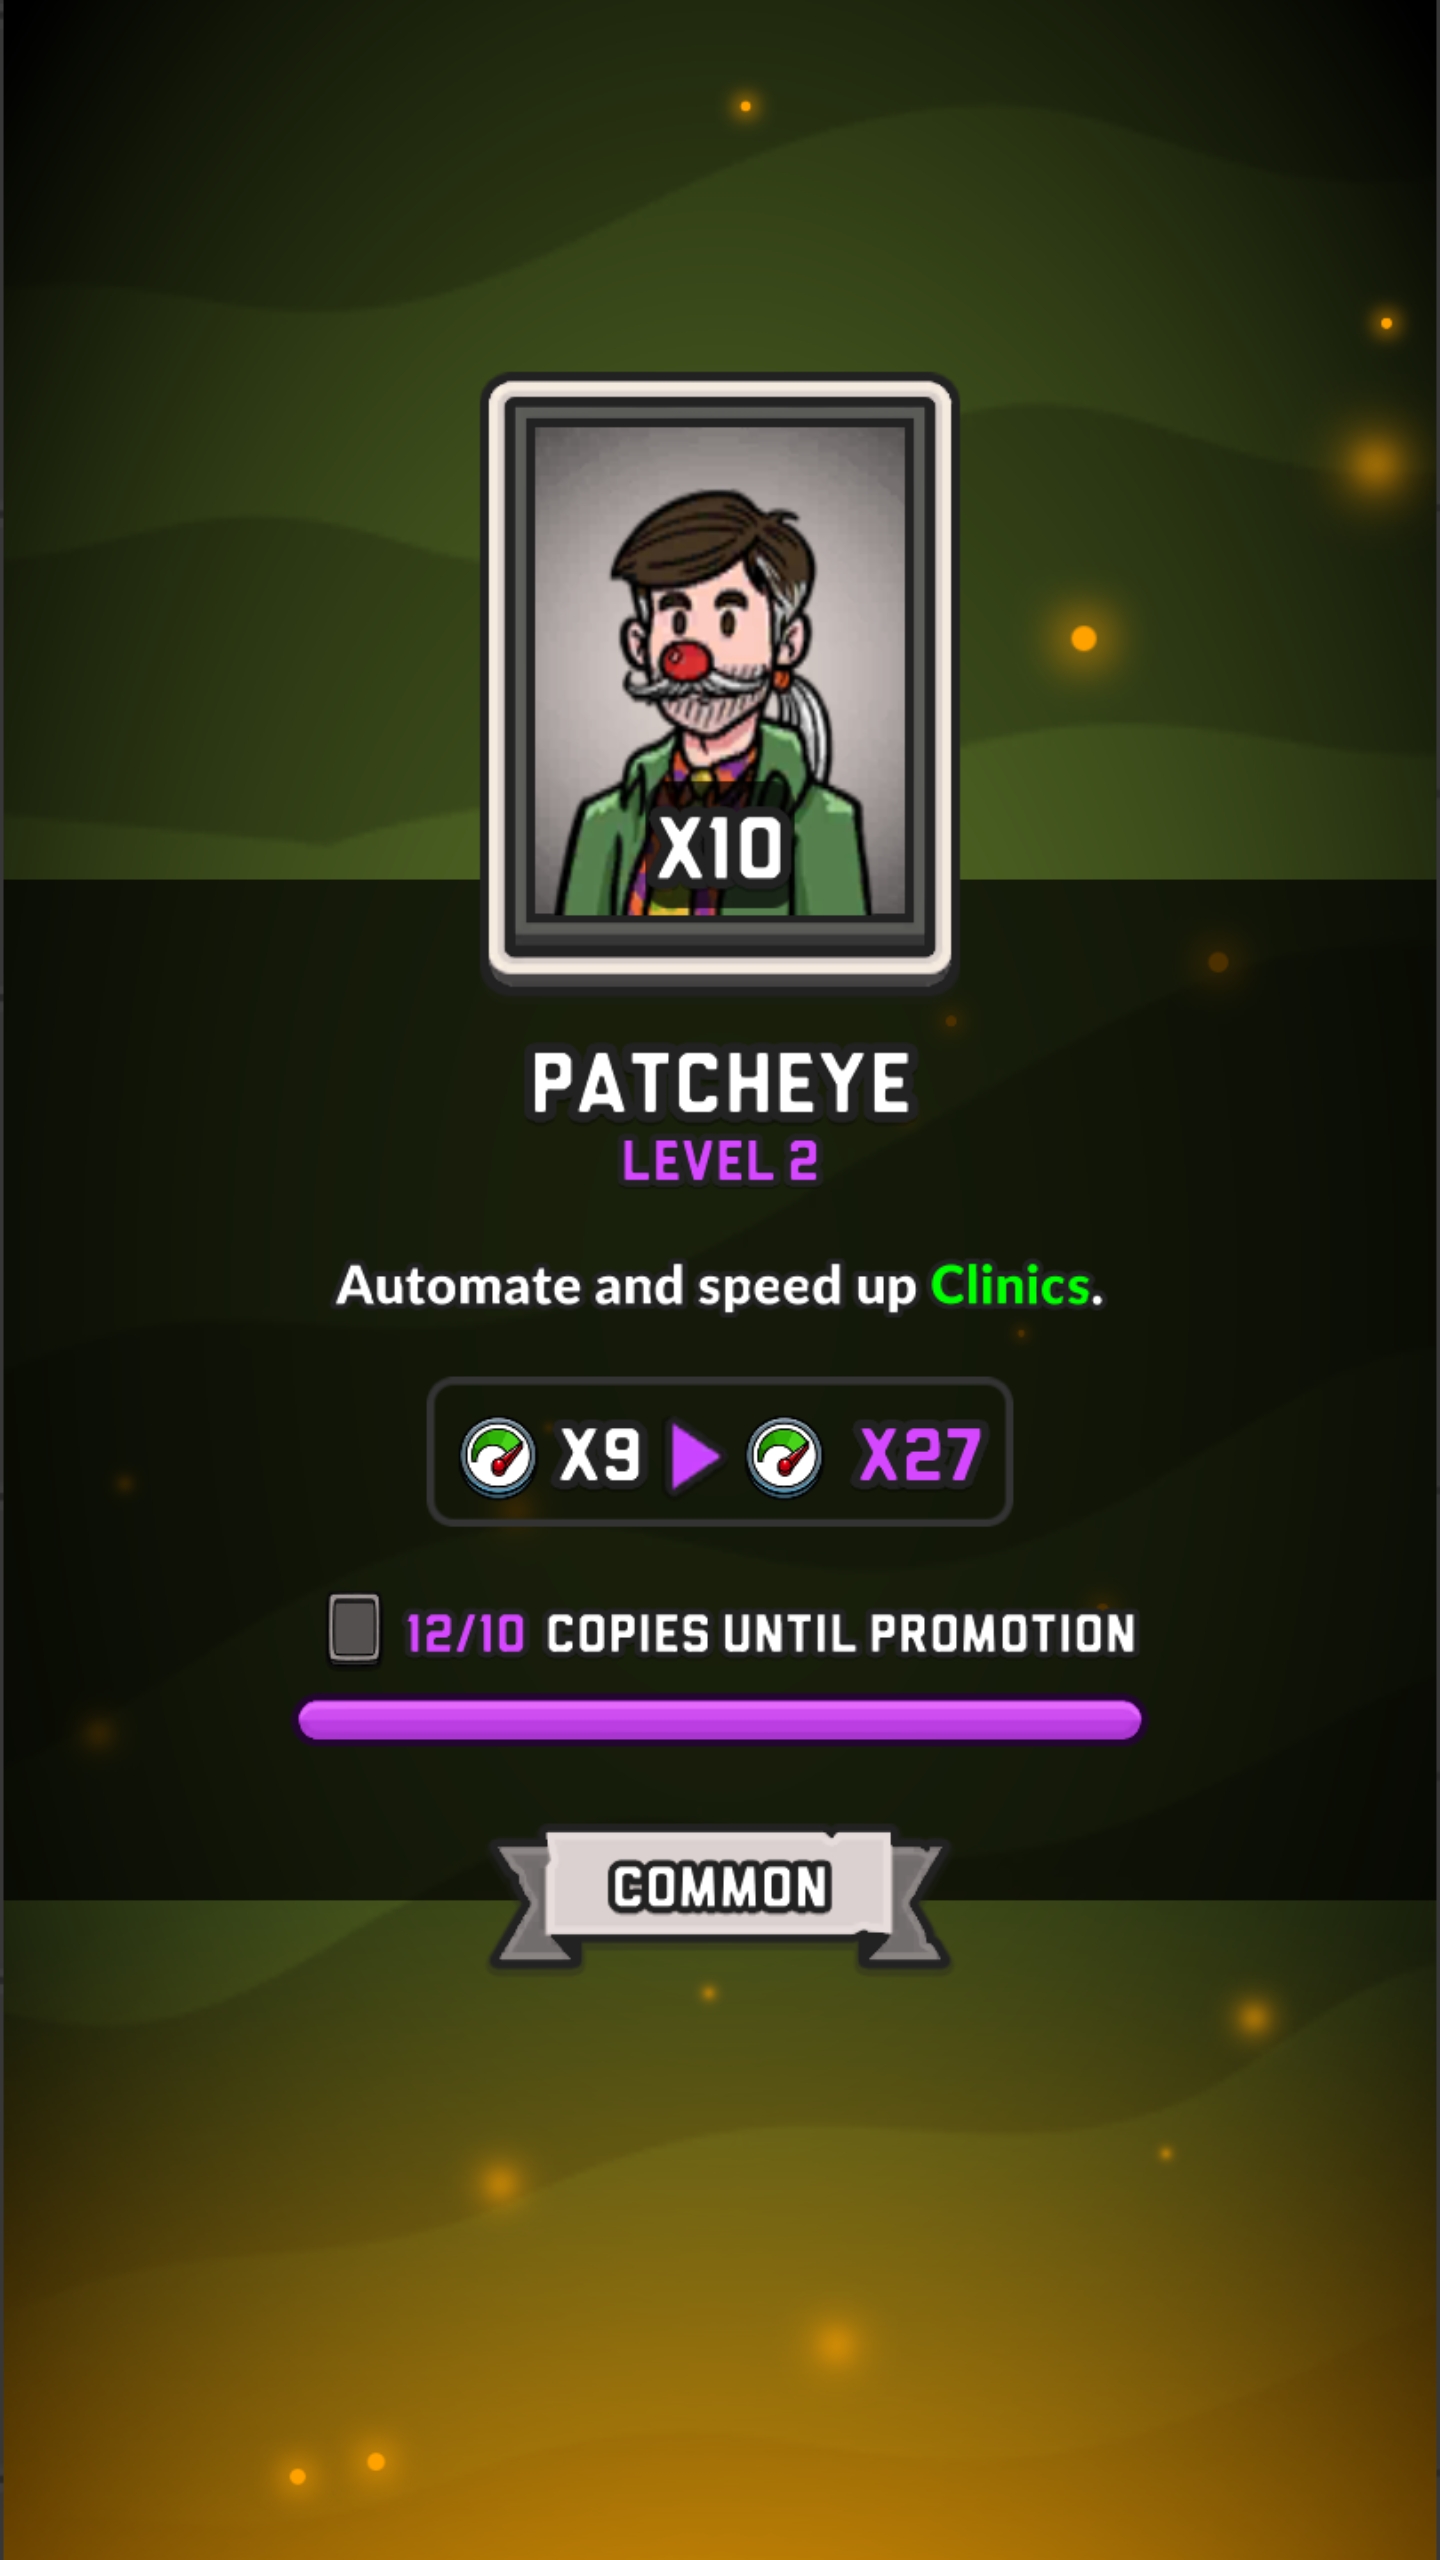 X10
PATCHEYE
LEVEL 2
Automate and speed up Clinics.
X9 X27
12/10 COPIES UNTIL PROMOTION
COMMON